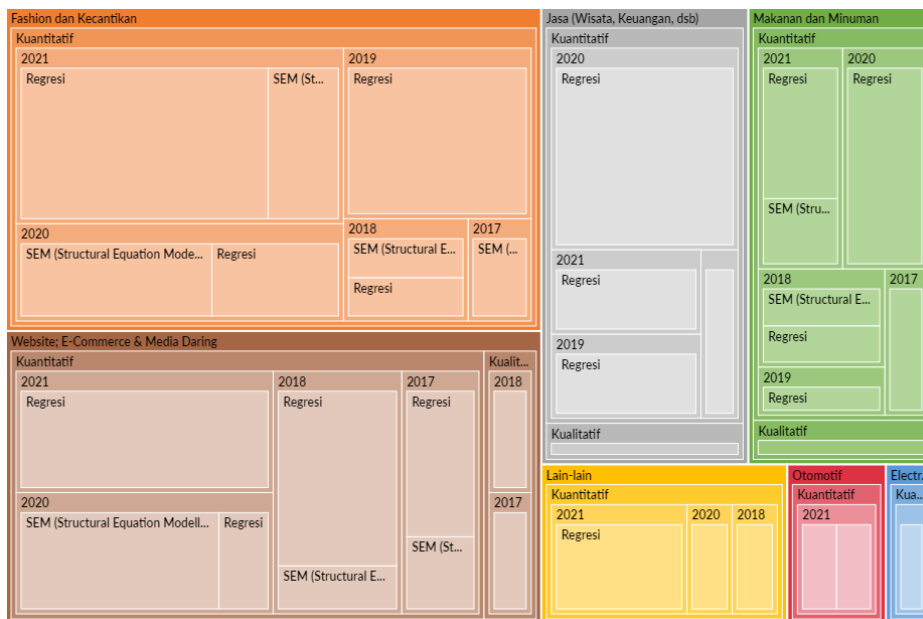 Fashion dan Kecantikan
Kuantitatif
2021
Regresi
SEM (St...
2019
Regresi
2020
SEM (Structural Equation Mode...
Regresi
2018
SEM (Structural E...
Regresi
2017
SEM (...
Website; E-Commerce & Media Daring
Kuantitatif
2021
Regresi
2020
SEM (Structural Equation Modell...
Regresi
2018
Regresi
SEM (Structural E...
2017
Regresi
SEM (St...
Kualit...
2018
2017
Jasa (Wisata, Keuangan, dsb)
Kuantitatif
2020
Regresi
2021
Regresi
2019
Regresi
Kualitatif
Makanan dan Minuman
Kuantitatif
2021
Regresi
SEM (Stru...
2020
Regresi
2018
SEM (Structural E...
Regresi
2017
2019
Regresi
Kualitatif
Lain-lain
Kuantitatif
2021
Regresi
2020
2018
Otomotif
Kuantitatif
2021
Electr.
Kua...